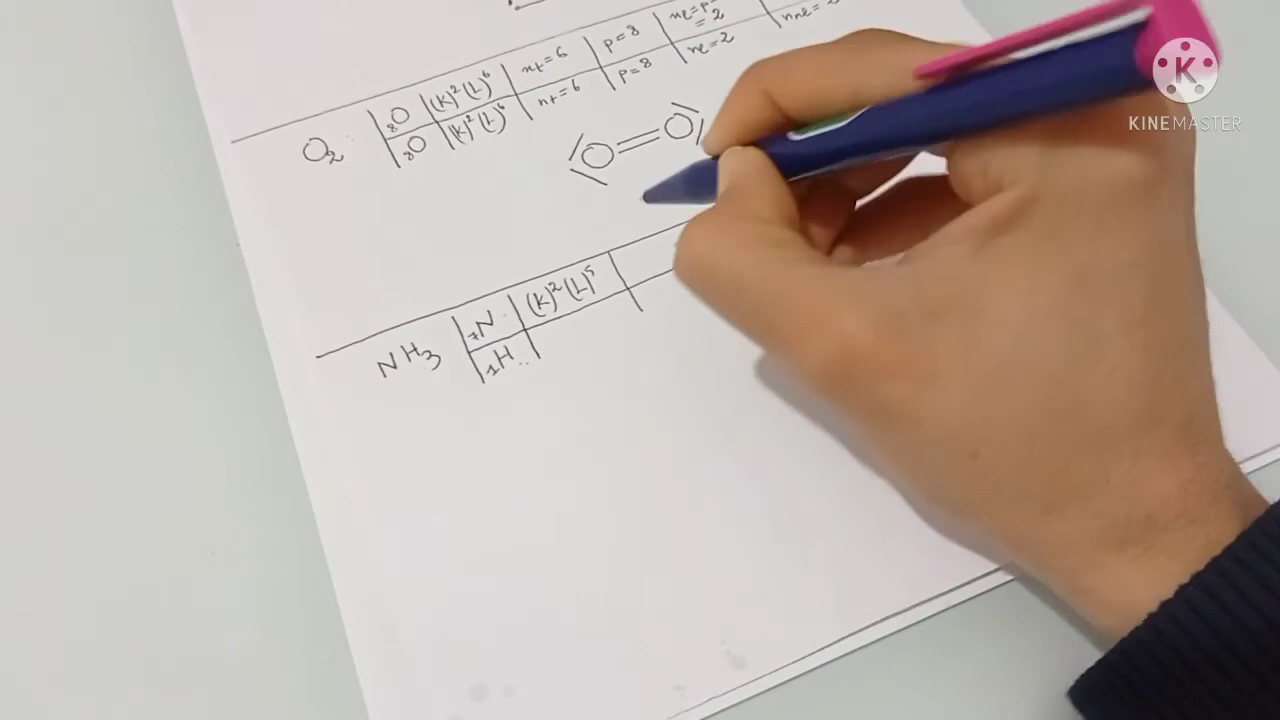 O₂ ₈O (K)²(L)⁶ nt=6 p=8 ne=p-
= 2
₈O (K)²(L)⁶ nt=6 p=8 ne=2 nne=2
O=O
NH₃ ₇N (K)²(L)⁵
₁H
K
KINEMASTER